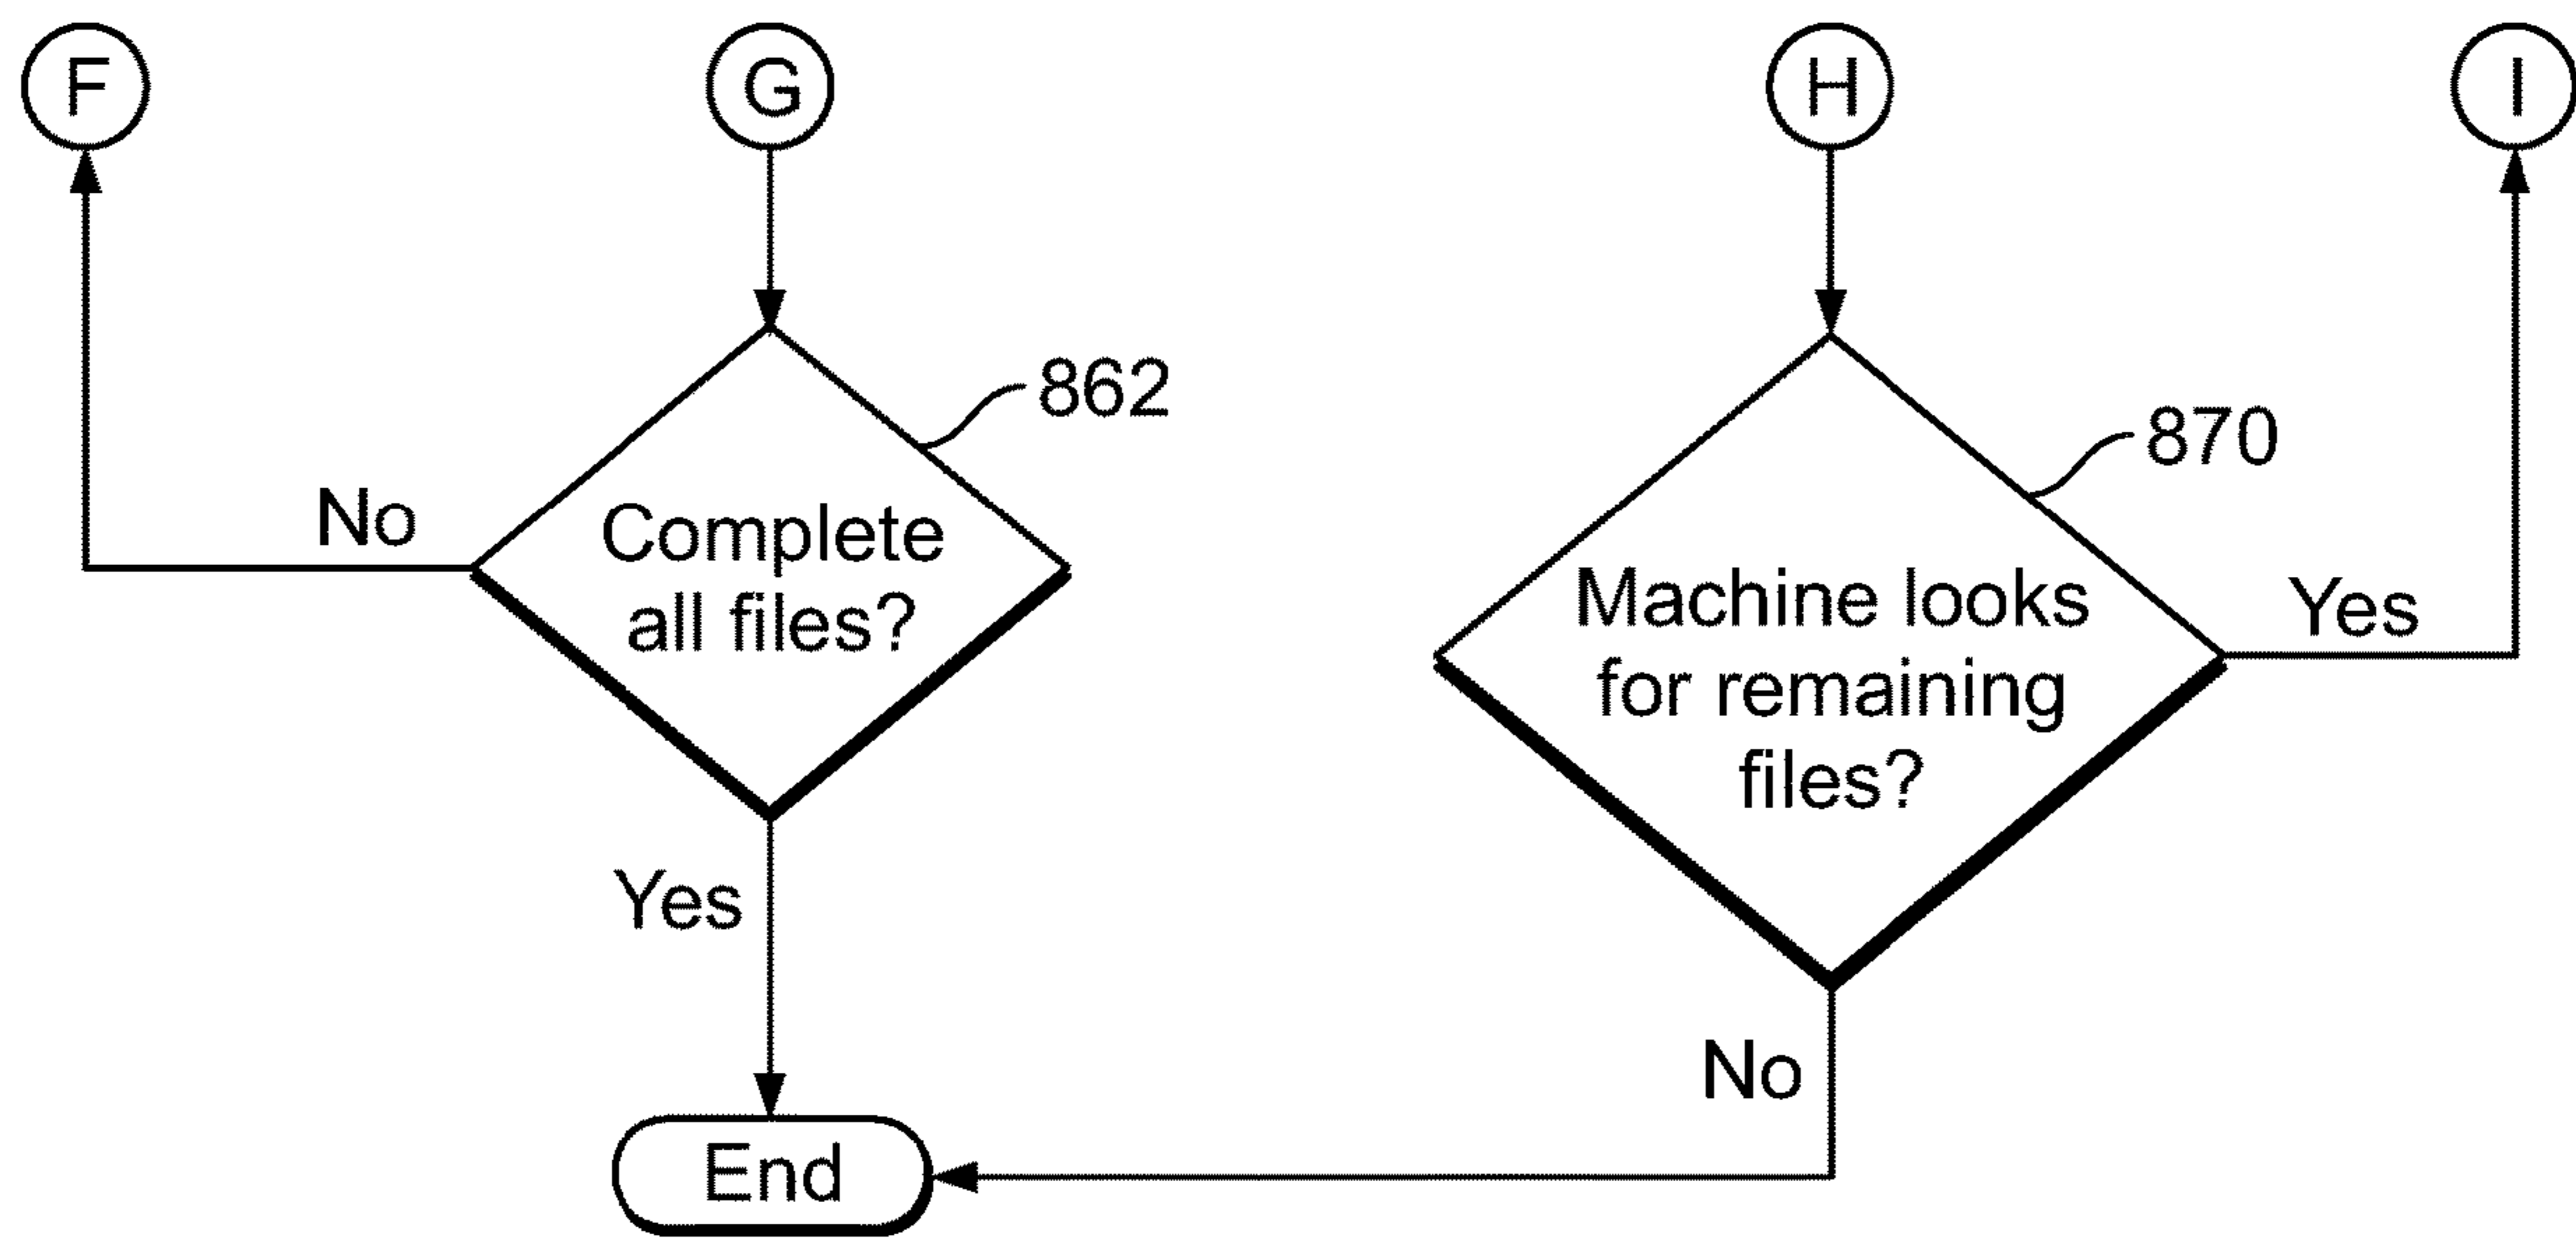 F
G
H
I
862
870
No
Complete
all files?
Machine looks
for remaining
files?
Yes
Yes
No
End